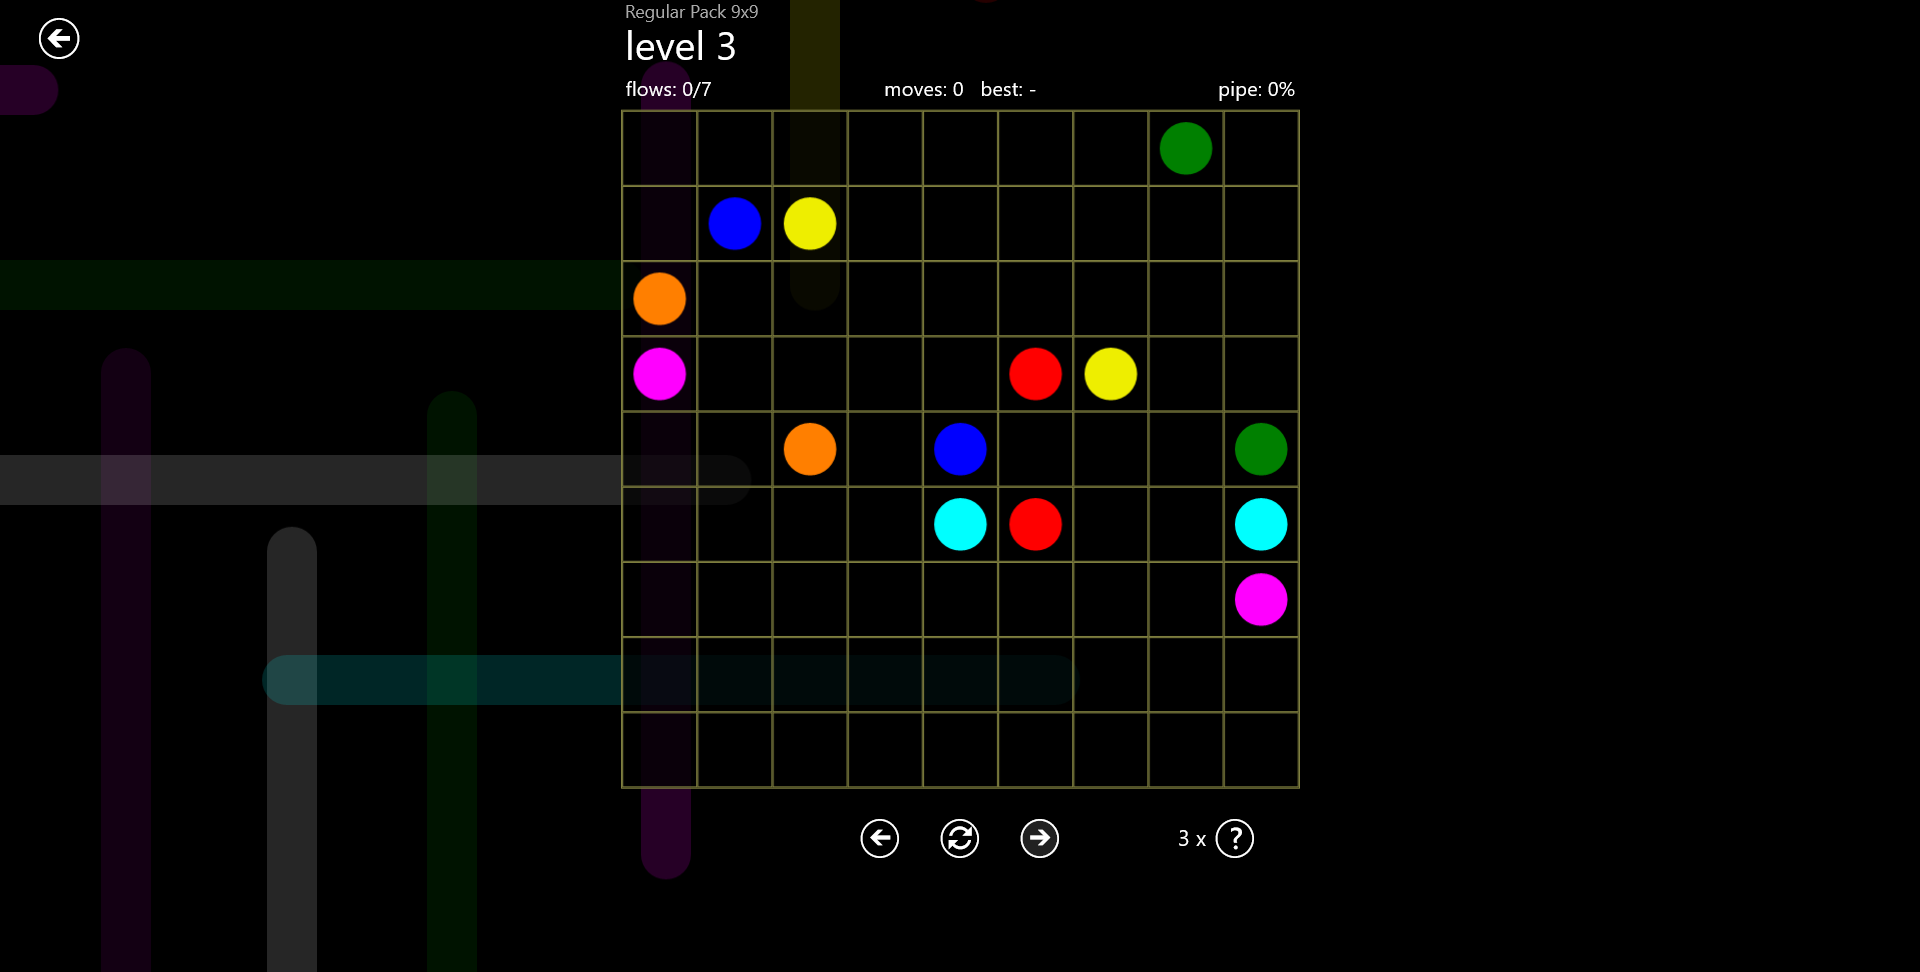 Regular Pack 9x9
level 3
flows: 0/7 moves: 0 best: - pipe: 0%
3 x ?